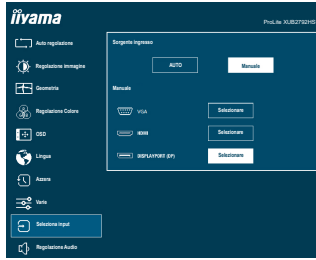 iiyama
ProLite XUB2792HS
Auto regolazione
Regolazione immagine
Geometria
Regolazione Colore
OSD
Lingua
Azzera
Varie
Seleziona input
Regolazione Audio
Sorgente ingresso
AUTO
Manuale
Manuale
VGA
Selezionare
HDMI
Selezionare
DISPLAYPORT (DP)
Selezionare